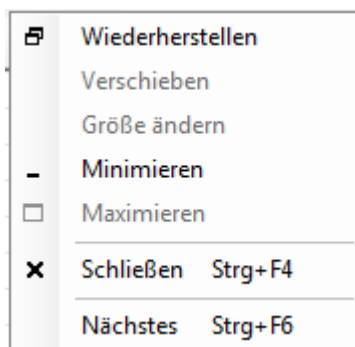 Wiederherstellen
Verschieben
Größe ändern
Minimieren
Maximieren
Schließen Strg+F4
Nächstes Strg+F6